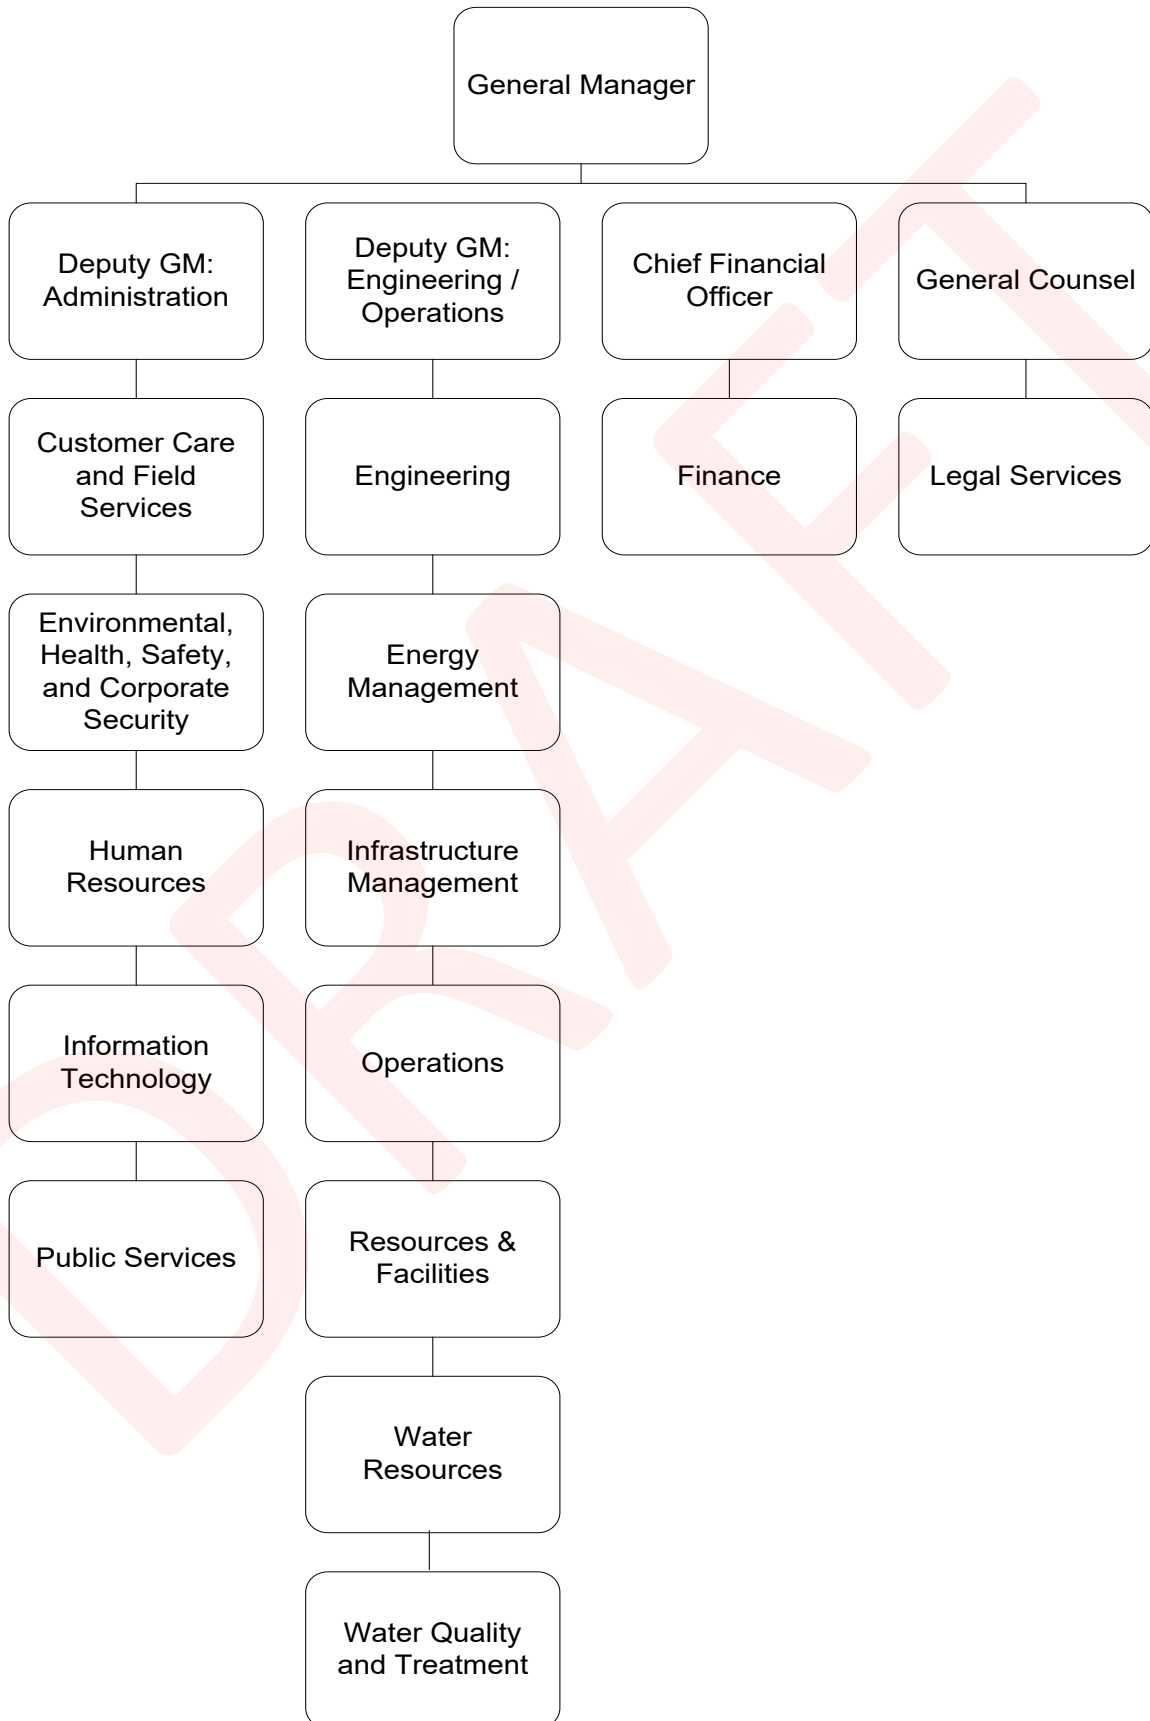 General Manager
Deputy GM:
Administration
Deputy GM:
Engineering /
Operations
Chief Financial
Officer
General Counsel
Customer Care
and Field
Services
Engineering
Finance
Legal Services
Environmental,
Health, Safety,
and Corporate
Security
Energy
Management
Human
Resources
Infrastructure
Management
Information
Technology
Operations
Public Services
Resources &
Facilities
Water
Resources
Water Quality
and Treatment
DRAFT